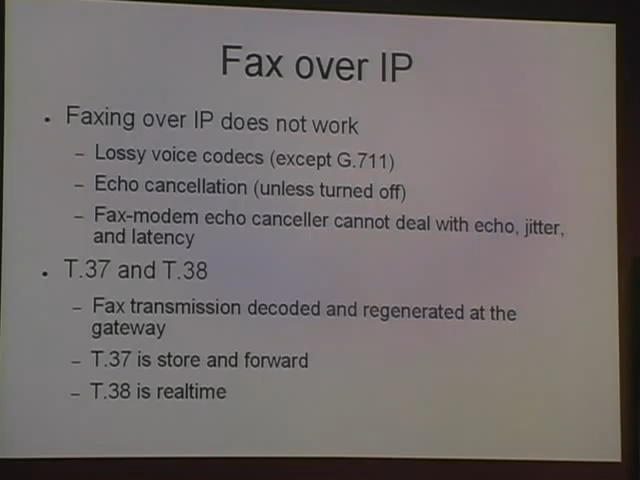 Fax over IP
• Faxing over IP does not work
– Lossy voice codecs (except G.711)
– Echo cancellation (unless turned off)
– Fax-modem echo canceller cannot deal with echo, jitter,
and latency
• T.37 and T.38
– Fax transmission decoded and regenerated at the
gateway
– T.37 is store and forward
– T.38 is realtime